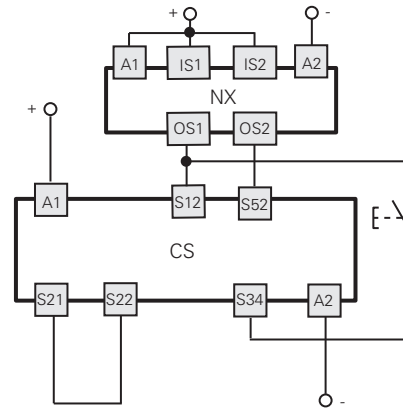 + -
A1 IS1 IS2 A2
NX
OS1 OS2
+
A1 S12 S52
CS
S21 S22 S34 A2
-